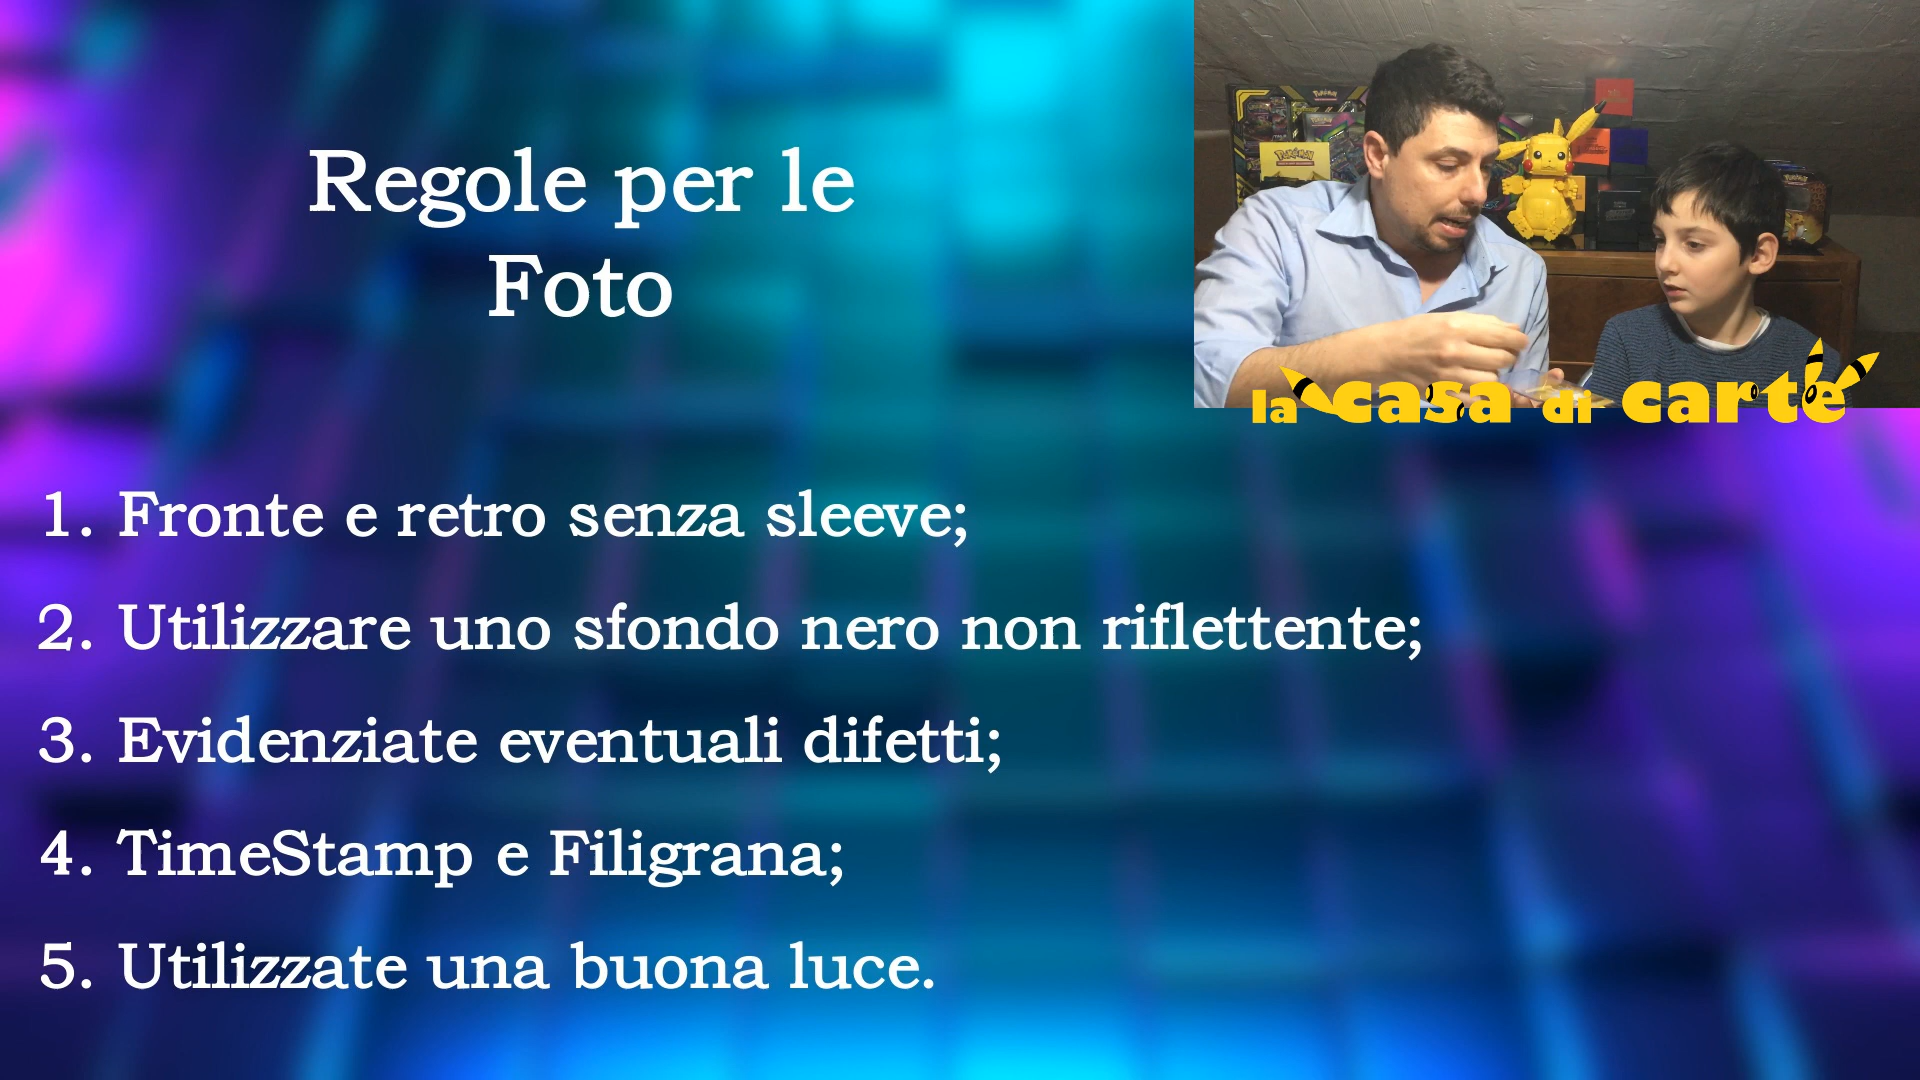 Regole per le
Foto
POKÉMON
la casa di carte
1. Fronte e retro senza sleeve;
2. Utilizzare uno sfondo nero non riflettente;
3. Evidenziate eventuali difetti;
4. TimeStamp e Filigrana;
5. Utilizzate una buona luce.